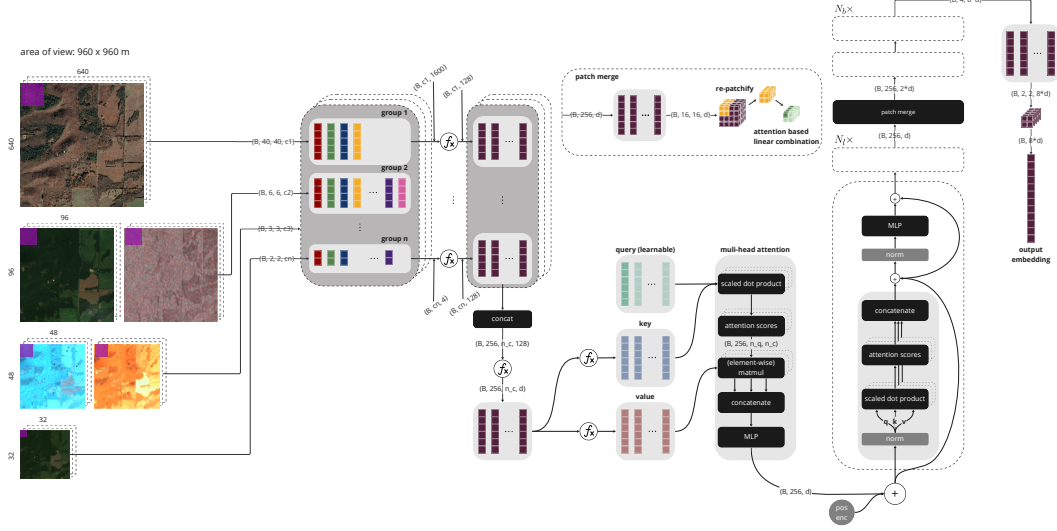 area of view: 960 x 960 m
640
640
96
96
48
48
32
32
(B, 40, 40, c1)
(B, 6, 6, c2)
(B, 3, 3, c3)
(B, 2, 2, cn)
group 1
...
group 2
...
⋮
group n
...
(B, c1, 1600)
(B, c1, 128)
fx
...
⋮
⋮
fx
(B, cn, 4)
(B, cn, 128)
...
concat
(B, 256, n_c, 128)
fx
(B, 256, n_c, d)
...
fx
fx
query (learnable)
...
key
...
value
...
muli-head attention
scaled dot product
attention scores
(B, 256, n_q, n_c)
(element-wise)
matmul
concatenate
MLP
(B, 256, d)
pos
enc
+
patch merge
(B, 256, d)
...
(B, 16, 16, d)
re-patchify
attention based
linear combination
N_b×
(B, 256, 2*d)
patch merge
(B, 256, d)
N_l×
+
MLP
norm
+
concatenate
attention scores
scaled dot product
q k v
norm
...
(B, 2, 2, 8*d)
(B, 8*d)
output
embedding